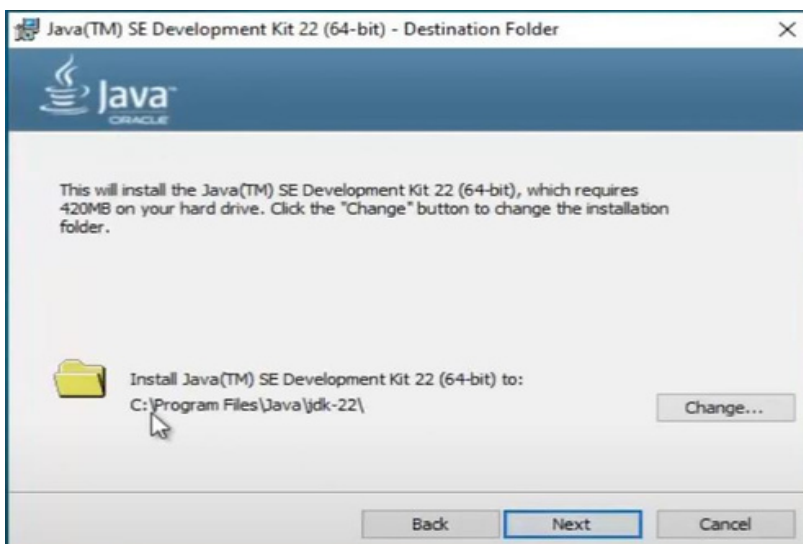 Java(TM) SE Development Kit 22 (64-bit) - Destination Folder
Java
ORACLE
This will install the Java(TM) SE Development Kit 22 (64-bit), which requires
420MB on your hard drive. Click the "Change" button to change the installation
folder.
Install Java(TM) SE Development Kit 22 (64-bit) to:
C:\Program Files\Java\jdk-22\
Change...
Back
Next
Cancel